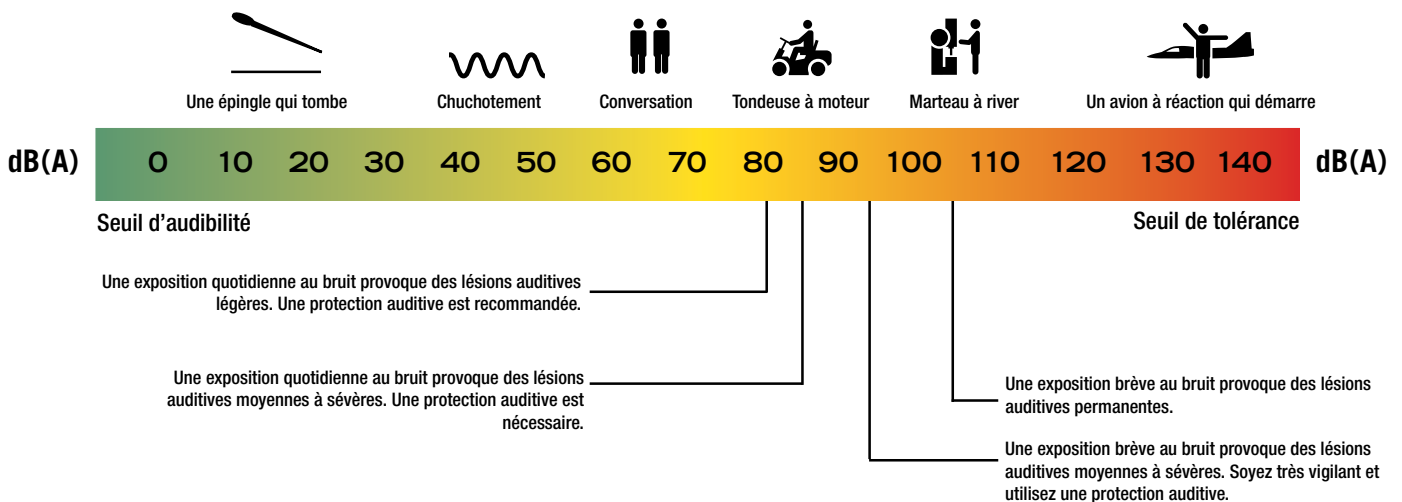 Une épingle qui tombe
Chuchotement
Conversation
Tondeuse à moteur
Marteau à river
Un avion à réaction qui démarre
dB(A) 0 10 20 30 40 50 60 70 80 90 100 110 120 130 140 dB(A)
Seuil d’audibilité
Seuil de tolérance
Une exposition quotidienne au bruit provoque des lésions auditives
légères. Une protection auditive est recommandée.
Une exposition quotidienne au bruit provoque des lésions
auditives moyennes à sévères. Une protection auditive est
nécessaire.
Une exposition brève au bruit provoque des lésions
auditives permanentes.
Une exposition brève au bruit provoque des lésions
auditives moyennes à sévères. Soyez très vigilant et
utilisez une protection auditive.